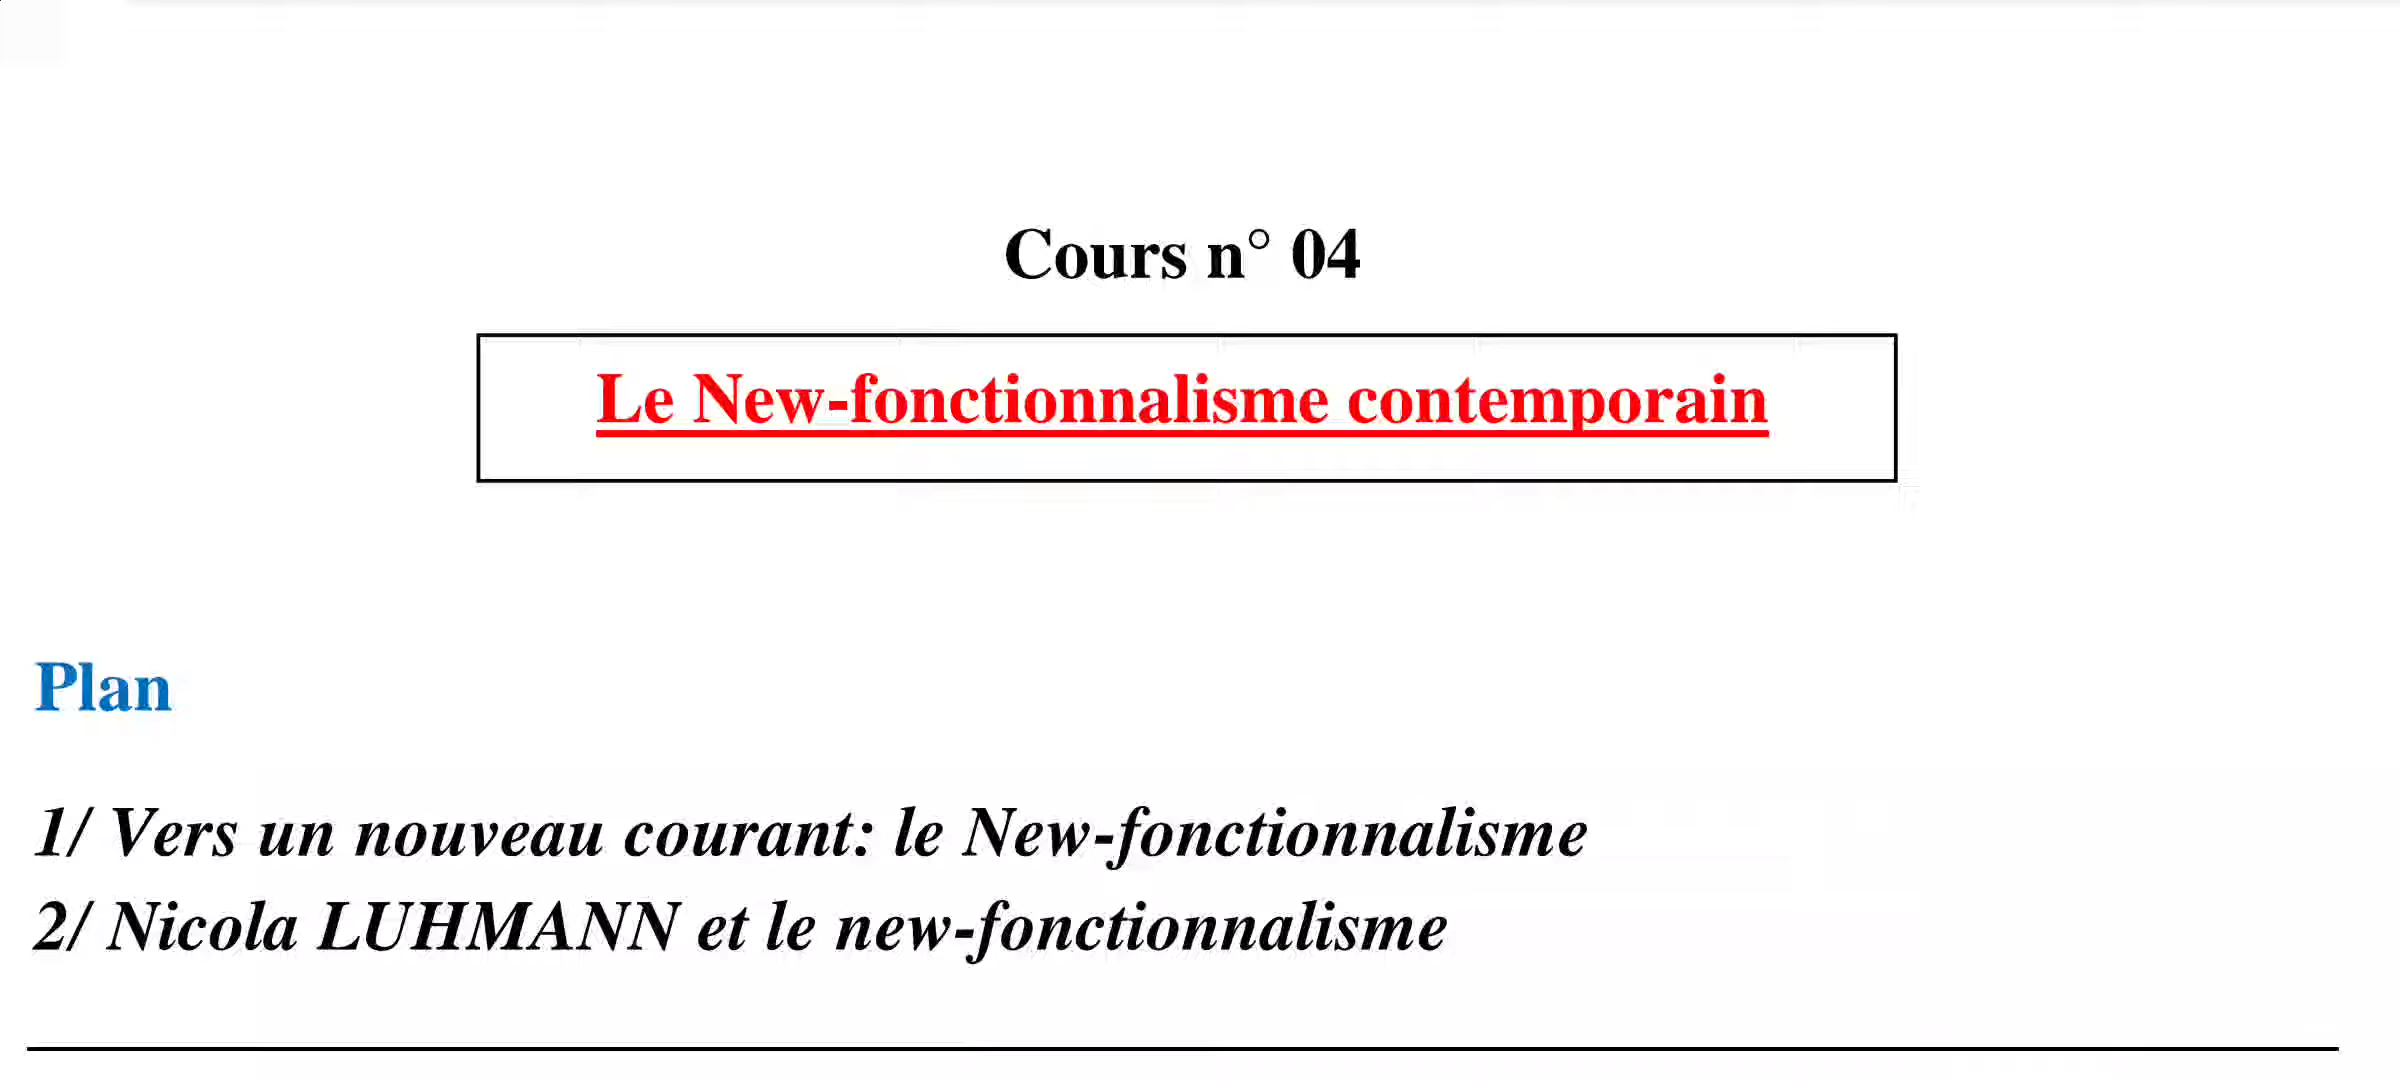 Cours n° 04
Le New-fonctionnalisme contemporain
Plan
1/ Vers un nouveau courant: le New-fonctionnalisme
2/ Nicola LUHMANN et le new-fonctionnalisme